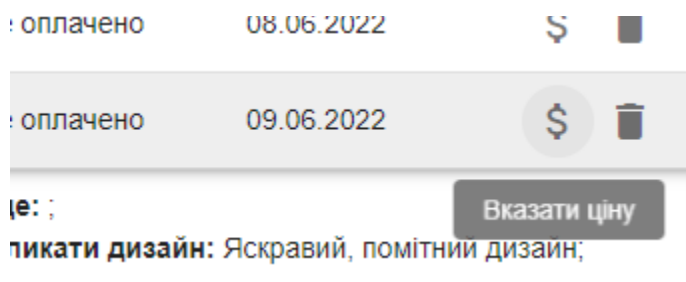 оплачено 08.06.2022 $
оплачено 09.06.2022 $
Вказати ціну
дизайн: Яскравий, помітний дизайн;